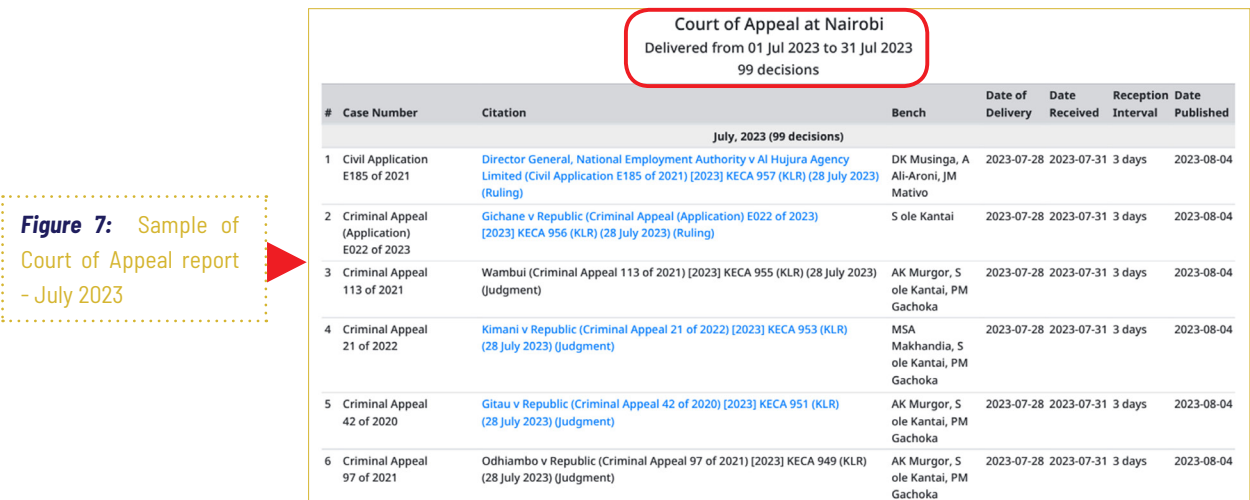 Court of Appeal at Nairobi
Delivered from 01 Jul 2023 to 31 Jul 2023
99 decisions
Figure 7: Sample of
Court of Appeal report
- July 2023
# Case Number Citation Bench Date of Delivery Date Received Reception Interval Date Published
July, 2023 (99 decisions)
1 Civil Application Director General, National Employment Authority v Al Hujura Agency DK Musinga, A 2023-07-28 2023-07-31 3 days 2023-08-04
E185 of 2021 Limited (Civil Application E185 of 2021) [2023] KECA 957 (KLR) (28 July 2023) Ali-Aroni, JM
(Ruling) Mativo
2 Criminal Appeal Gichane v Republic (Criminal Appeal (Application) E022 of 2023) S ole Kantai 2023-07-28 2023-07-31 3 days 2023-08-04
(Application) [2023] KECA 956 (KLR) (28 July 2023) (Ruling)
E022 of 2023
3 Criminal Appeal Wambui (Criminal Appeal 113 of 2021) [2023] KECA 955 (KLR) (28 July 2023) AK Murgor, S 2023-07-28 2023-07-31 3 days 2023-08-04
113 of 2021 (Judgment) ole Kantai, PM
Gachoka
4 Criminal Appeal Kimani v Republic (Criminal Appeal 21 of 2022) [2023] KECA 953 (KLR) MSA 2023-07-28 2023-07-31 3 days 2023-08-04
21 of 2022 (28 July 2023) (Judgment) Makhandia, S
ole Kantai, PM
Gachoka
5 Criminal Appeal Gitau v Republic (Criminal Appeal 42 of 2020) [2023] KECA 951 (KLR) AK Murgor, S 2023-07-28 2023-07-31 3 days 2023-08-04
42 of 2020 (28 July 2023) (Judgment) ole Kantai, PM
Gachoka
6 Criminal Appeal Odhiambo v Republic (Criminal Appeal 97 of 2021) [2023] KECA 949 (KLR) AK Murgor, S 2023-07-28 2023-07-31 3 days 2023-08-04
97 of 2021 (28 July 2023) (Judgment) ole Kantai, PM
Gachoka